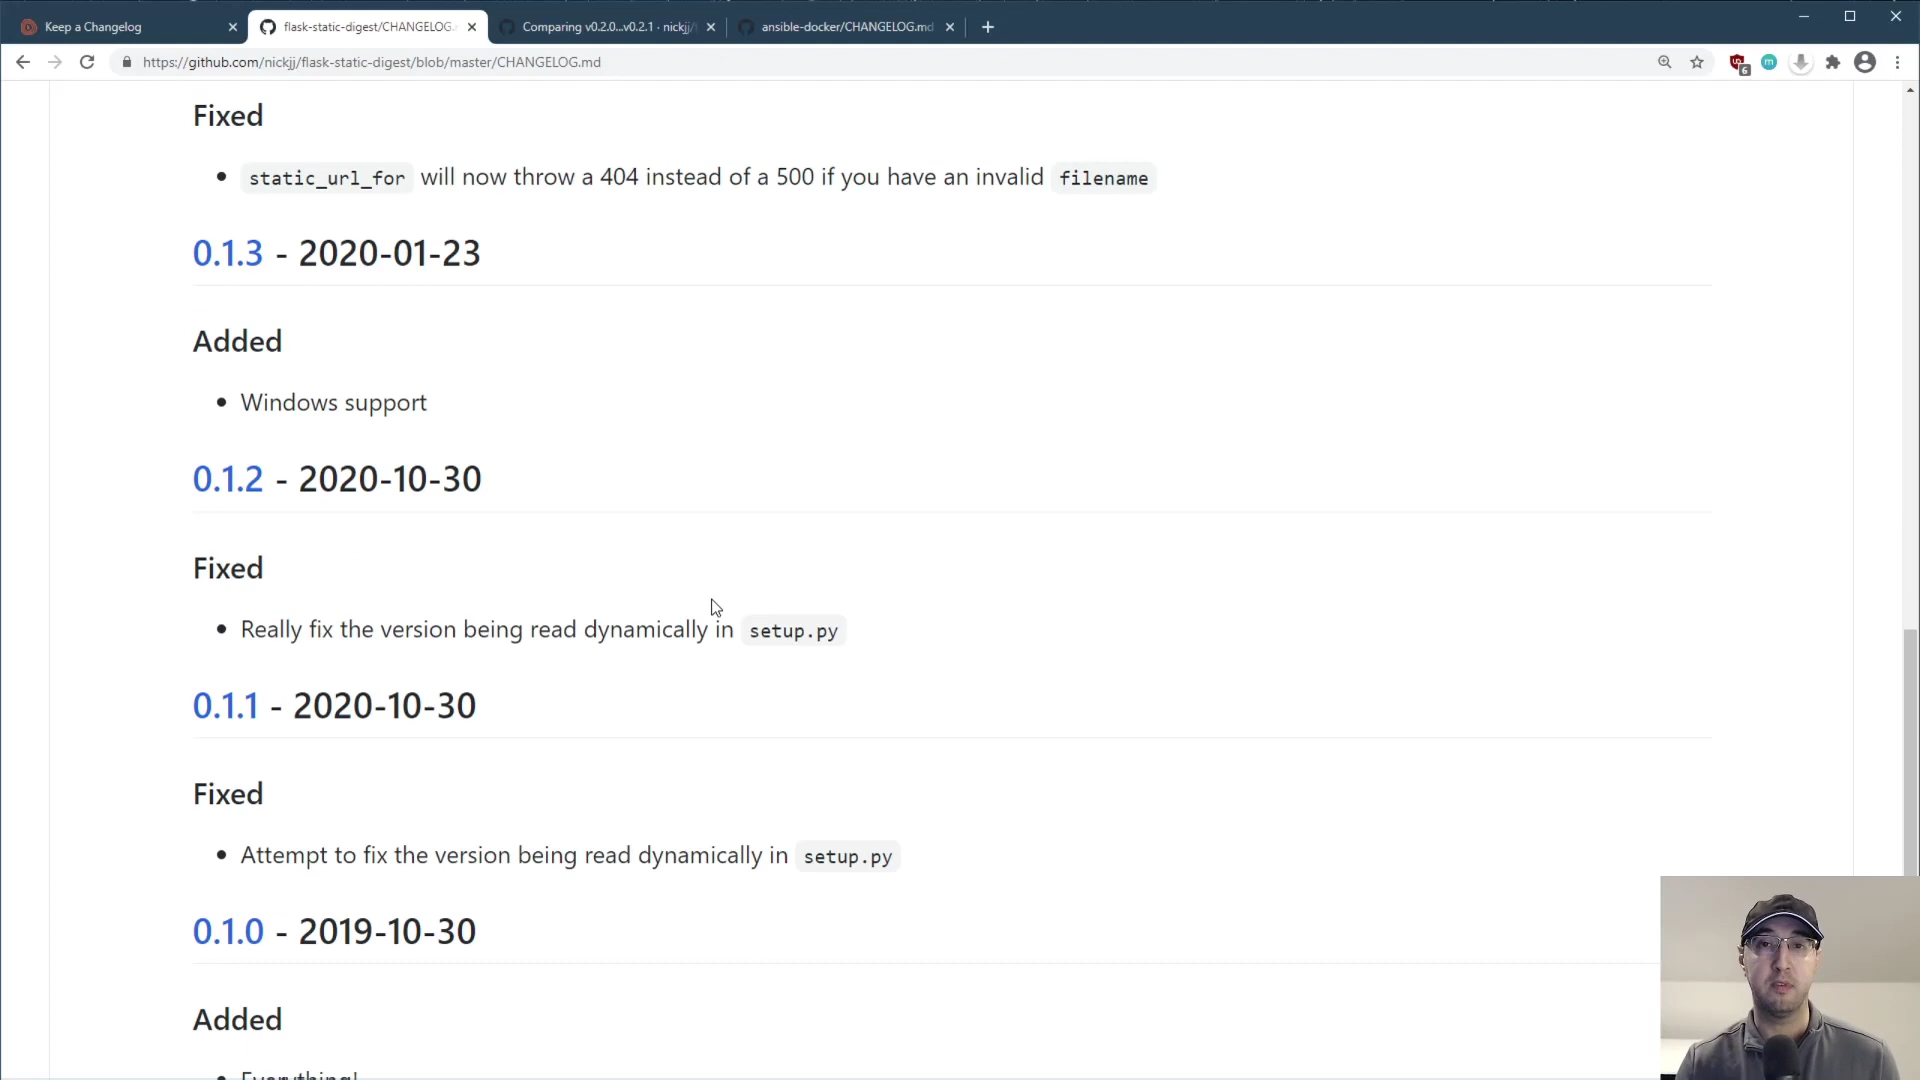 Keep a Changelog
flask-static-digest/CHANGELOG.
Comparing v0.2.0...v0.2.1 · nickjj/
ansible-docker/CHANGELOG.md
https://github.com/nickjj/flask-static-digest/blob/master/CHANGELOG.md
6
m
Fixed
static_url_for will now throw a 404 instead of a 500 if you have an invalid filename
0.1.3 - 2020-01-23
Added
Windows support
0.1.2 - 2020-10-30
Fixed
Really fix the version being read dynamically in setup.py
0.1.1 - 2020-10-30
Fixed
Attempt to fix the version being read dynamically in setup.py
0.1.0 - 2019-10-30
Added
Everything!